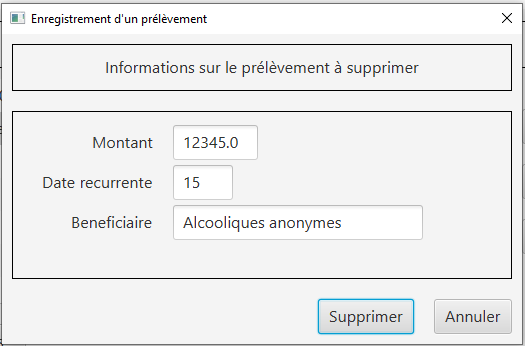 Enregistrement d'un prélèvement
Informations sur le prélèvement à supprimer
Montant 12345.0
Date recurrente 15
Beneficiaire Alcooliques anonymes
Supprimer Annuler